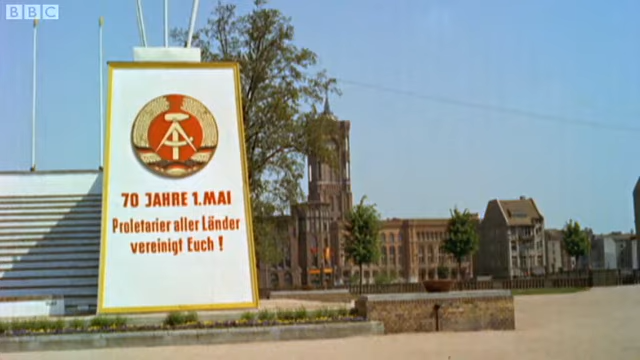 BBC
70 JAHRE 1. MAI
Proletarier aller Länder
vereinigt Euch!